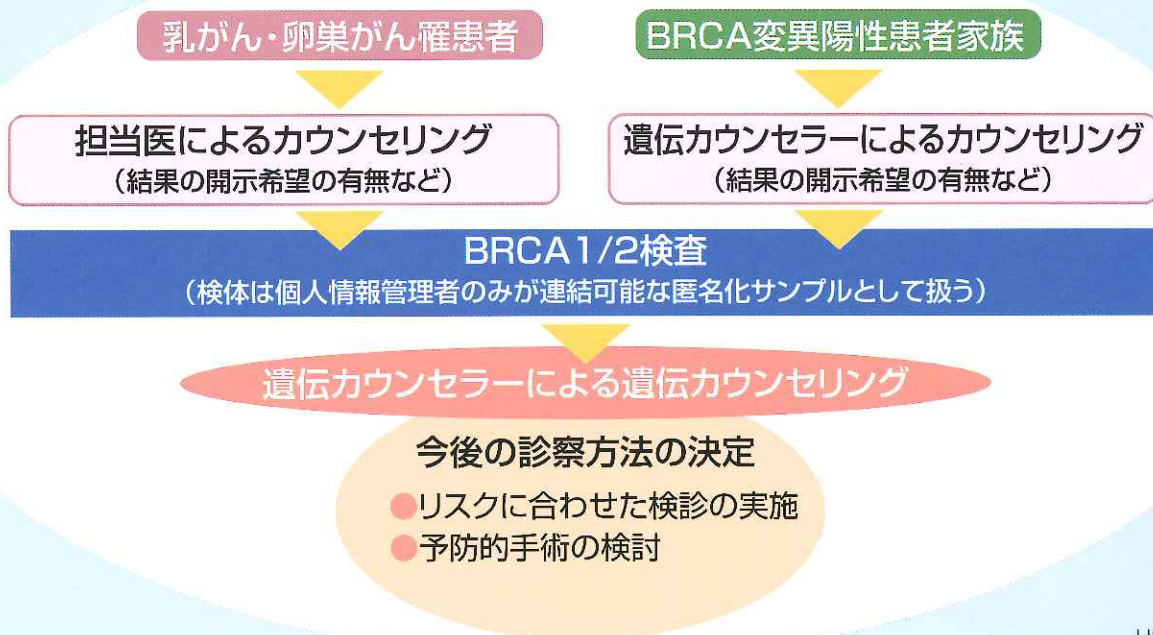 乳がん・卵巣がん罹患者
BRCA変異陽性患者家族
担当医によるカウンセリング
（結果の開示希望の有無など）
遺伝カウンセラーによるカウンセリング
（結果の開示希望の有無など）
BRCA1/2検査
（検体は個人情報管理者のみが連結可能な匿名化サンプルとして扱う）
遺伝カウンセラーによる遺伝カウンセリング
今後の診察方法の決定
●リスクに合わせた検診の実施
●予防的手術の検討